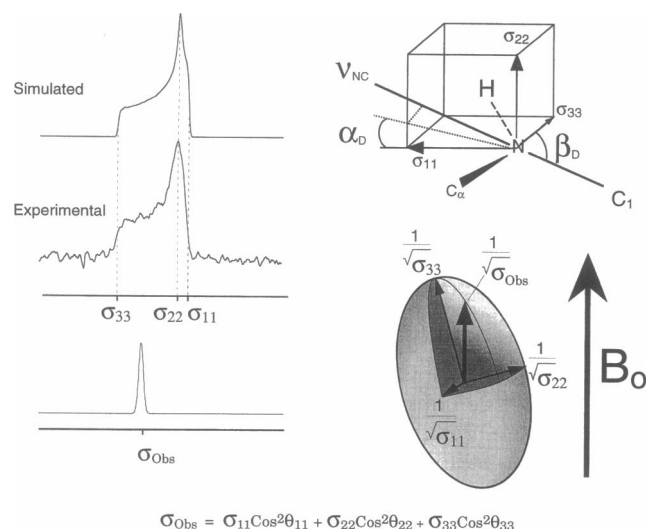 Simulated
Experimental
σ33 σ22 σ11
σObs
σ22
νNC
H
σ33
αD
σ11
N
βD
Cα
C1
1/√σ33
1/√σObs
1/√σ22
1/√σ11
Bo
σObs = σ11Cos²θ11 + σ22Cos²θ22 + σ33Cos²θ33